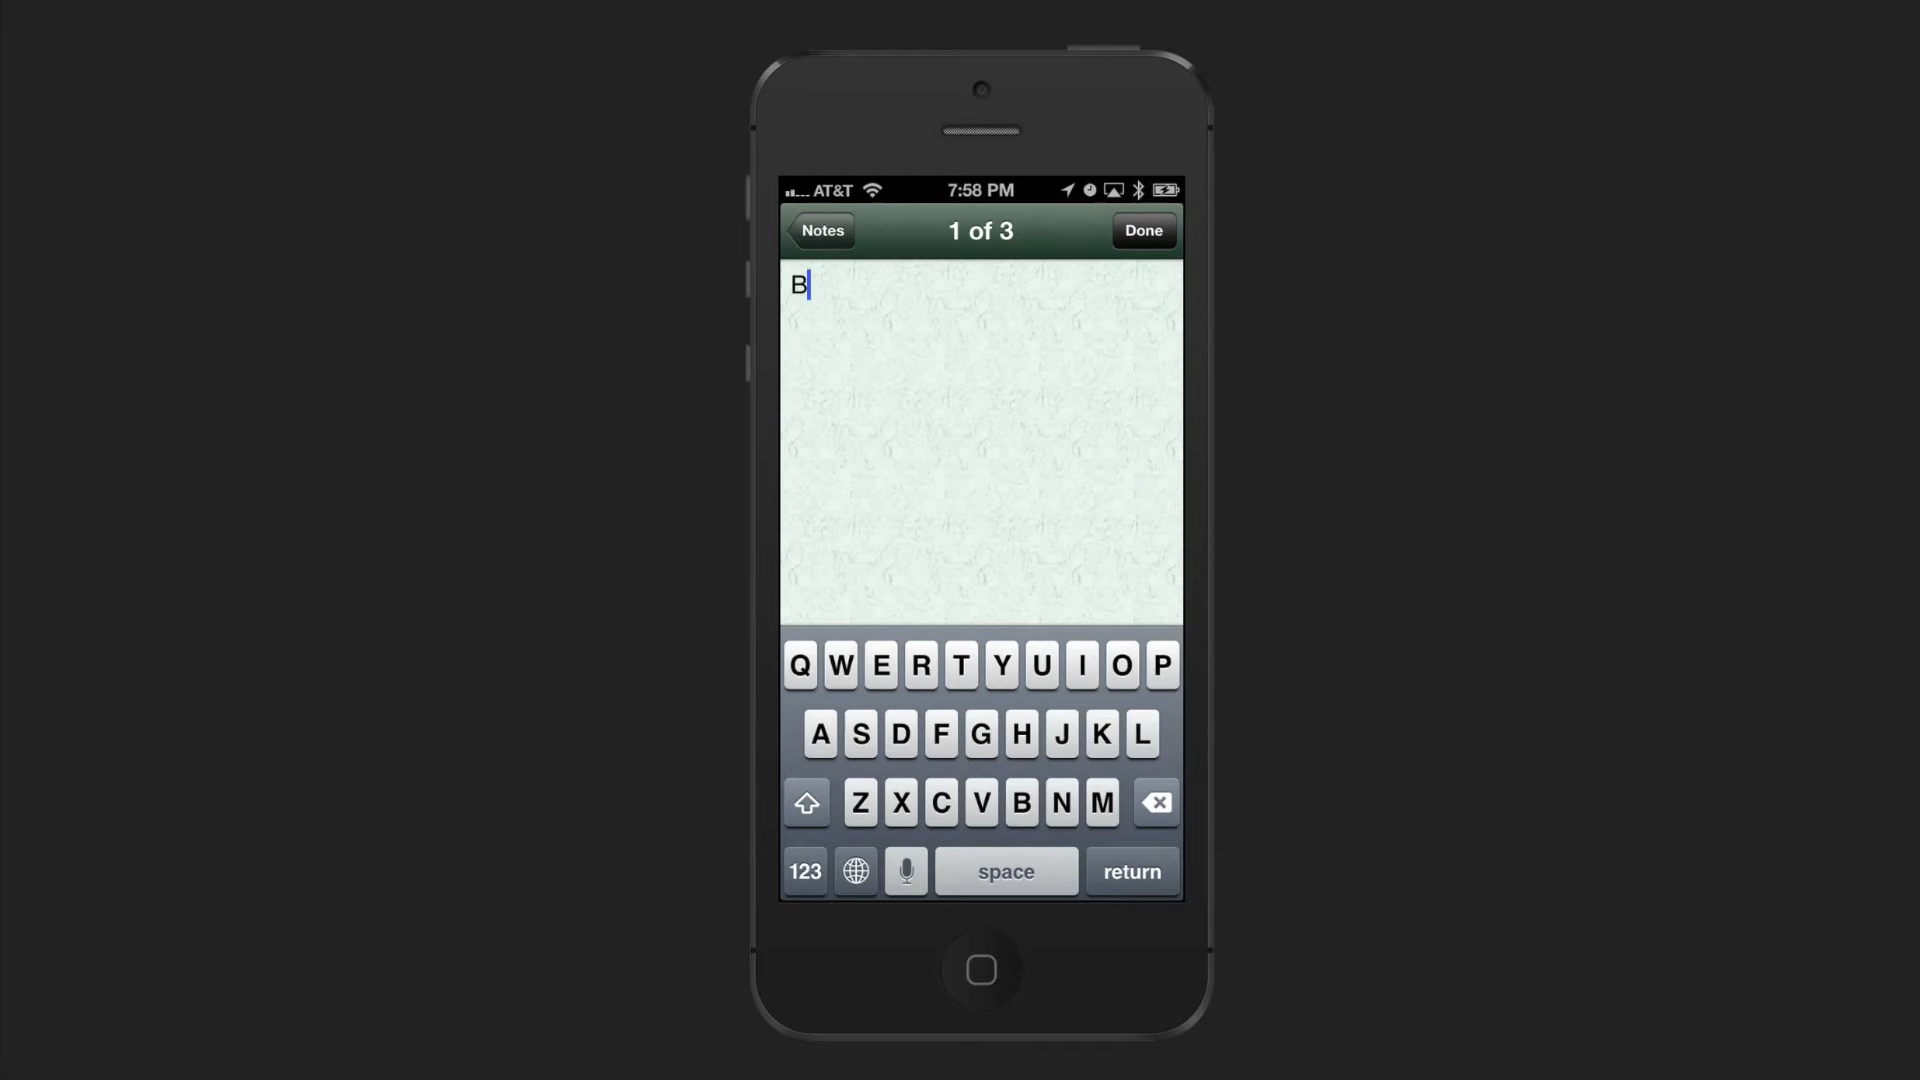 AT&T 7:58 PM
Notes 1 of 3 Done
B
Q W E R T Y U I O P
A S D F G H J K L
Z X C V B N M
123 space return